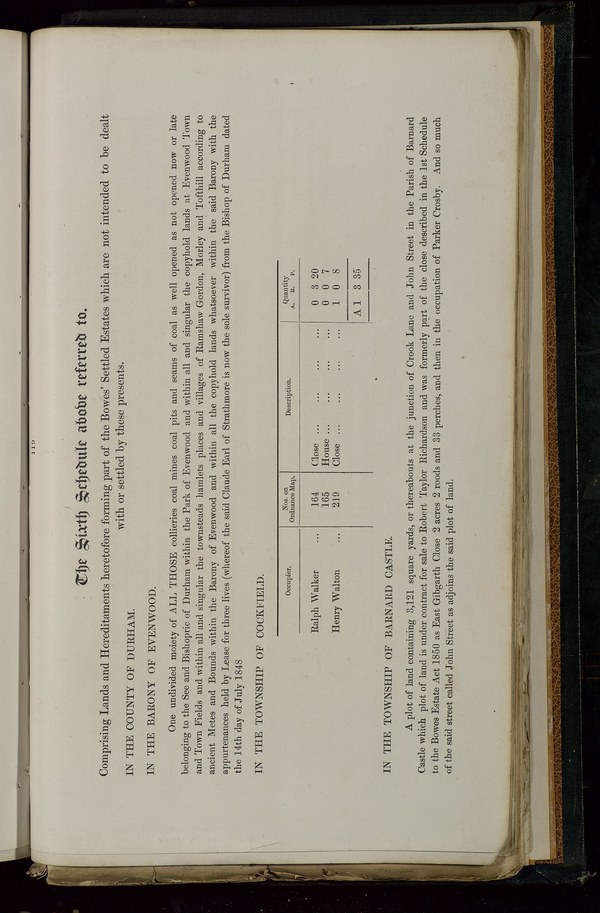 The Sixth Schedule above referred to.
Comprising Lands and Hereditaments heretofore forming part of the Bowes' Settled Estates which are not intended to be dealt
with or settled by these presents.
IN THE COUNTY OF DURHAM.
IN THE BARONY OF EVENWOOD.
One undivided moiety of ALL THOSE collieries coal mines coal pits and seams of coal as well opened as not opened now or late
belonging to the See and Bishopric of Durham within the Park of Evenwood and within all and singular the copyhold lands at Evenwood Town
and Town Fields and within all and singular the townsteads hamlets places and villages of Ramshaw Gordon, Morley and Tofthill according to
ancient Metes and Bounds within the Barony of Evenwood and within all the copyhold lands whatsoever within the said Barony with the
appurtenances held by Lease for three lives (whereof the said Claude Earl of Strathmore is now the sole survivor) from the Bishop of Durham dated
the 14th day of July 1848
IN THE TOWNSHIP OF COCKFIELD.
Occupier. Nos. on Ordnance Map. Description. Quantity
A. R. P.
Ralph Walker ... 164 Close ... ... ... ... 0 3 20
165 House ... ... ... ... 0 0 7
Henry Walton ... 219 Close ... ... ... ... 1 0 8
A 1 3 35
IN THE TOWNSHIP OF BARNARD CASTLE.
A plot of land containing 3,121 square yards, or thereabouts at the junction of Crook Lane and John Street in the Parish of Barnard
Castle which plot of land is under contract for sale to Robert Taylor Richardson and was formerly part of the close described in the 1st Schedule
to the Bowes Estate Act 1850 as East Gibgarth Close 2 acres 2 roods and 33 perches, and then in the occupation of Parker Crosby. And so much
of the said street called John Street as adjoins the said plot of land.